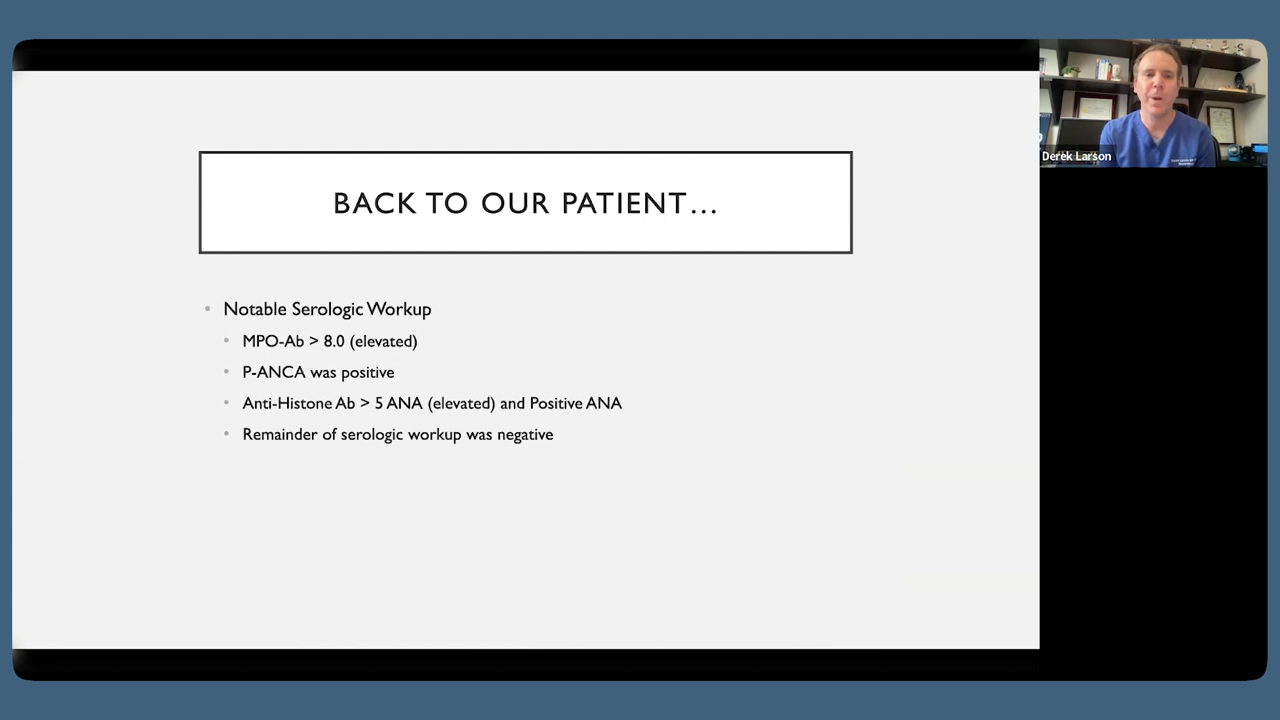 BACK TO OUR PATIENT...
Notable Serologic Workup
MPO-Ab > 8.0 (elevated)
P-ANCA was positive
Anti-Histone Ab > 5 ANA (elevated) and Positive ANA
Remainder of serologic workup was negative
Derek Larson